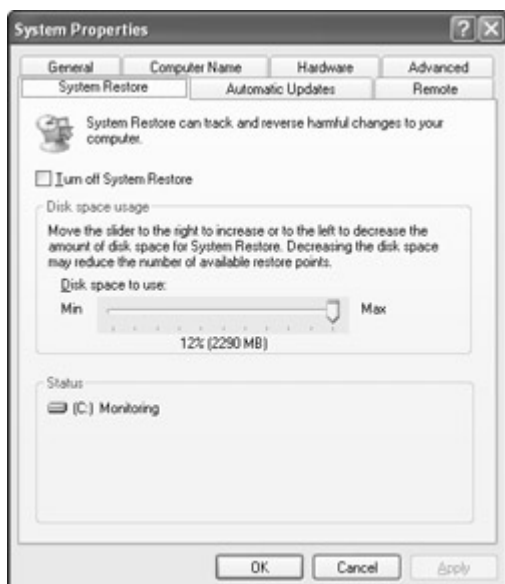 System Properties
General Computer Name Hardware Advanced
System Restore Automatic Updates Remote
System Restore can track and reverse harmful changes to your
computer.
Turn off System Restore
Disk space usage
Move the slider to the right to increase or to the left to decrease the
amount of disk space for System Restore. Decreasing the disk space
may reduce the number of available restore points.
Disk space to use:
Min Max
12% (2290 MB)
Status
(C:) Monitoring
OK Cancel Apply